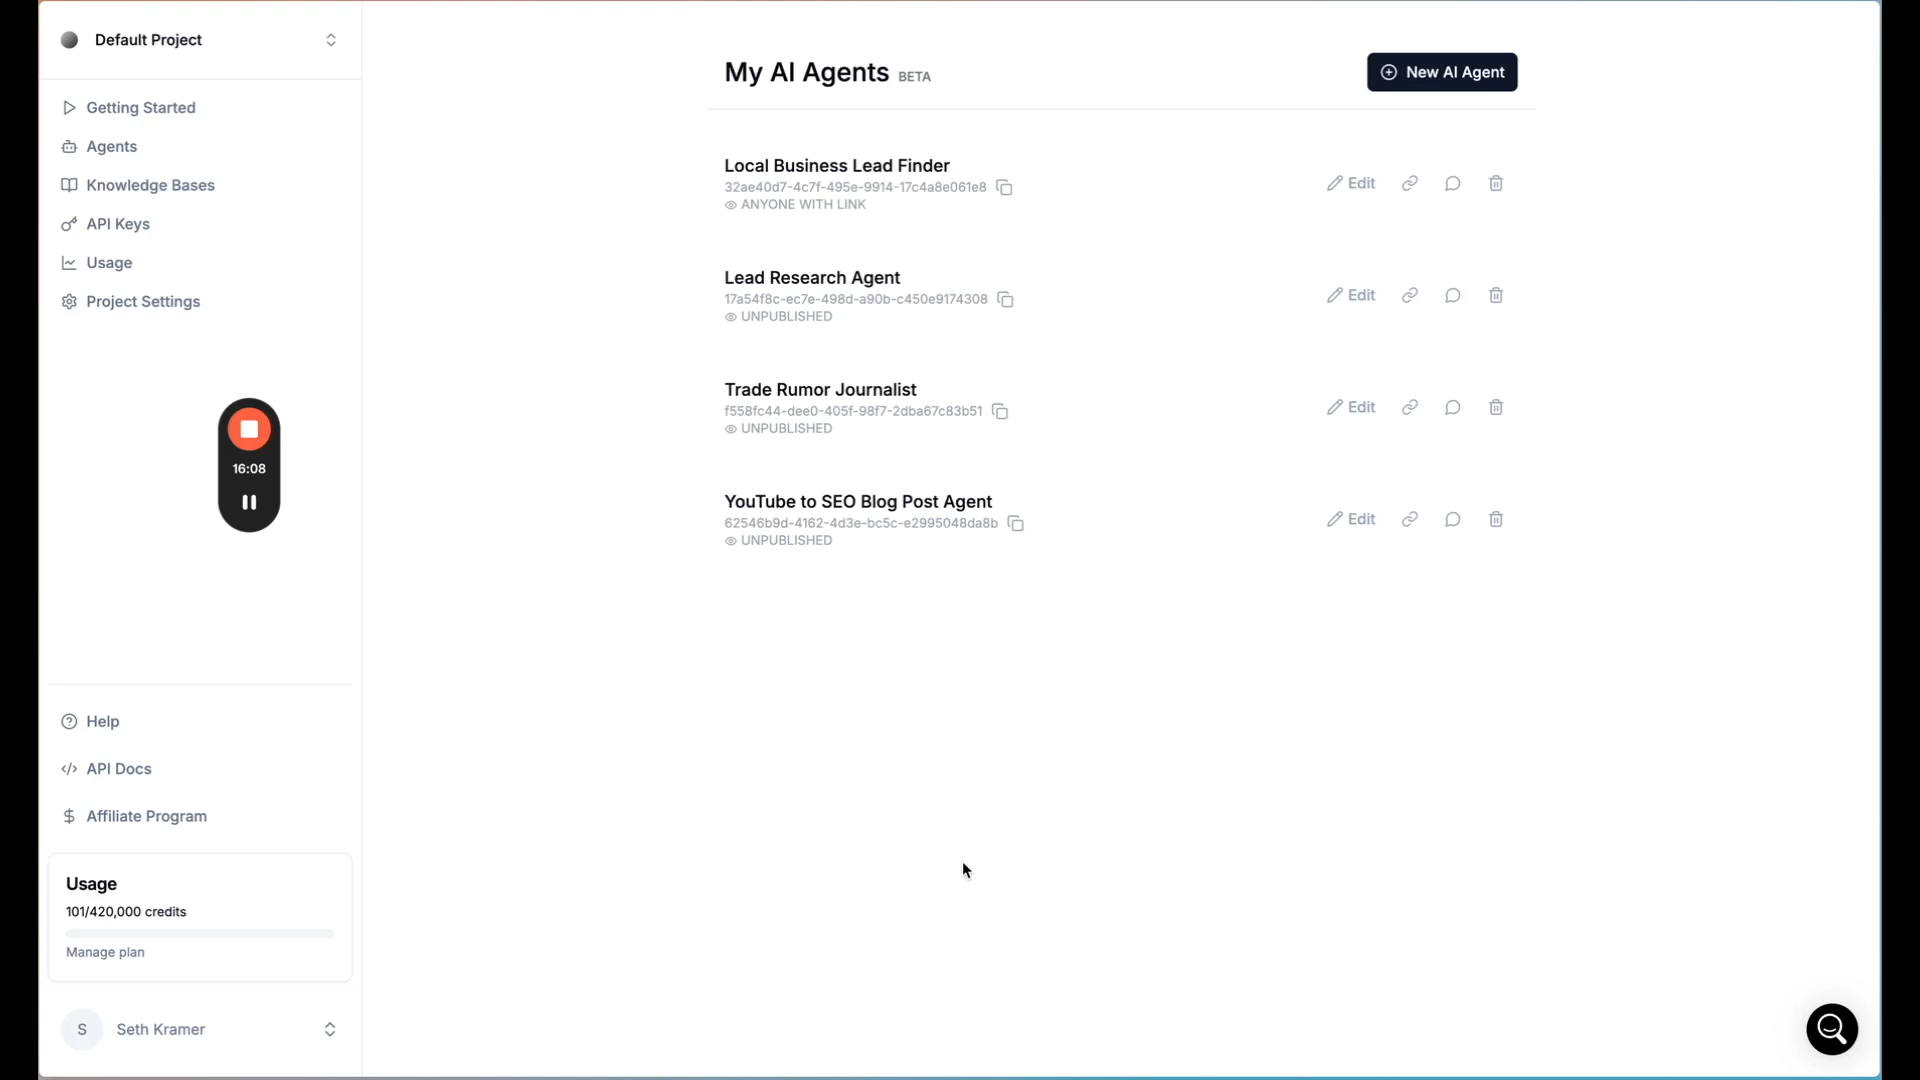 Default Project
Getting Started
Agents
Knowledge Bases
API Keys
Usage
Project Settings
16:08
Help
API Docs
Affiliate Program
Usage
101/420,000 credits
Manage plan
S
Seth Kramer
My AI Agents BETA
New AI Agent
Local Business Lead Finder
32ae40d7-4c7f-495e-9914-17c4a8e061e8
ANYONE WITH LINK
Edit
Lead Research Agent
17a54f8c-ec7e-498d-a90b-c450e9174308
UNPUBLISHED
Edit
Trade Rumor Journalist
f558fc44-dee0-405f-98f7-2dba67c83b51
UNPUBLISHED
Edit
YouTube to SEO Blog Post Agent
62546b9d-4162-4d3e-bc5c-e2995048da8b
UNPUBLISHED
Edit